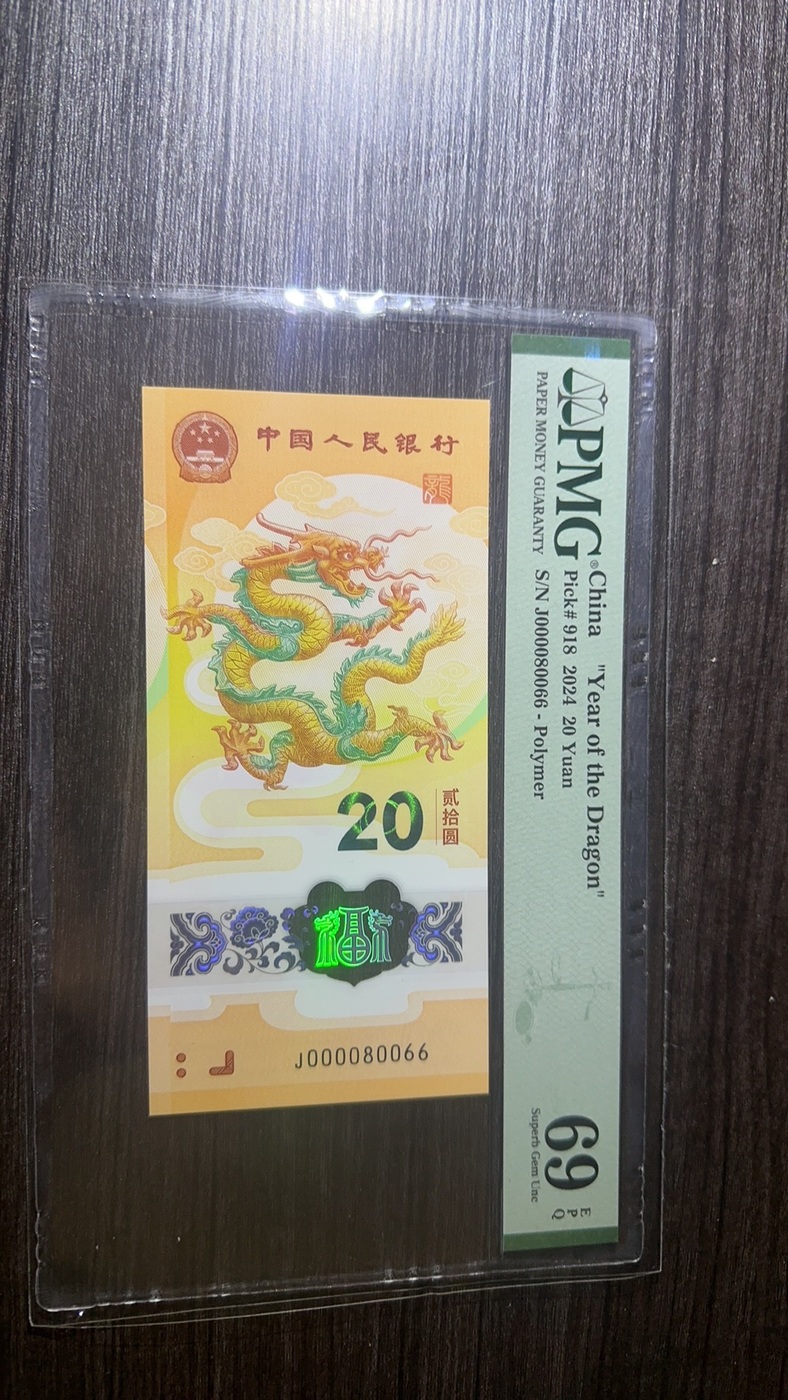 PMG®
PAPER MONEY GUARANTY
China "Year of the Dragon"
Pick# 918 2024 20 Yuan
S/N J000080066 - Polymer
69
EPQ
Superb Gem Unc
中国人民银行
龍
20
贰拾圆
福
J000080066